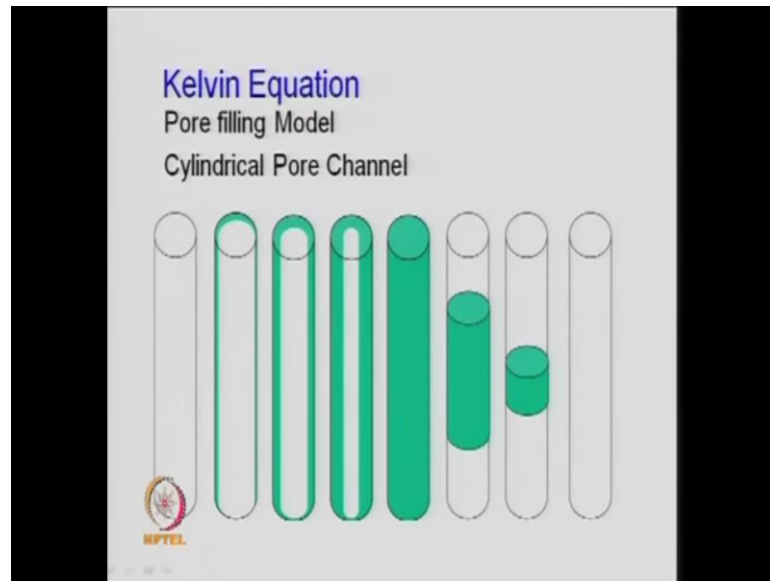 Kelvin Equation
Pore filling Model
Cylindrical Pore Channel
NPTEL